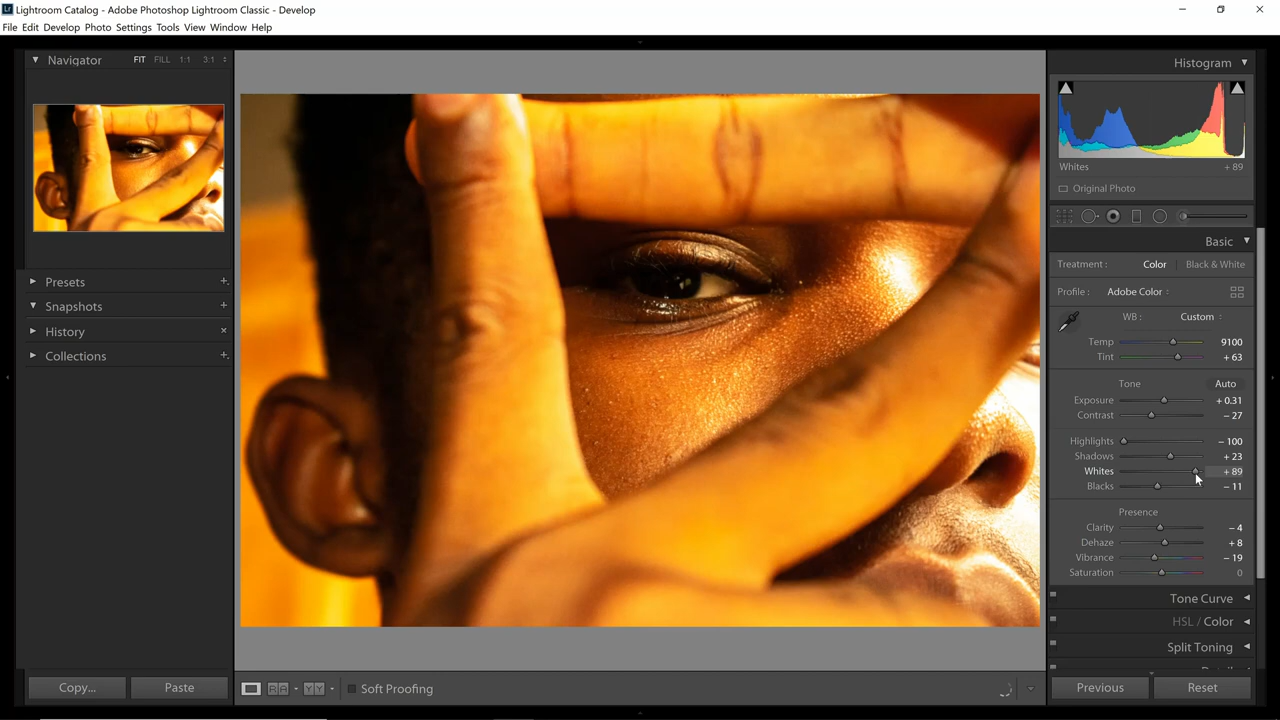 Lightroom Catalog - Adobe Photoshop Lightroom Classic - Develop
File Edit Develop Photo Settings Tools View Window Help
Navigator FIT FILL 1:1 3:1
Presets
Snapshots
History
Collections
Copy... Paste
Soft Proofing
Histogram
Whites + 89
Original Photo
Basic
Treatment : Color Black & White
Profile : Adobe Color
WB : Custom
Temp 9100
Tint + 63
Tone Auto
Exposure + 0.31
Contrast - 27
Highlights - 100
Shadows + 23
Whites + 89
Blacks - 11
Presence
Clarity - 4
Dehaze + 8
Vibrance - 19
Saturation 0
Tone Curve
HSL / Color
Split Toning
Previous Reset